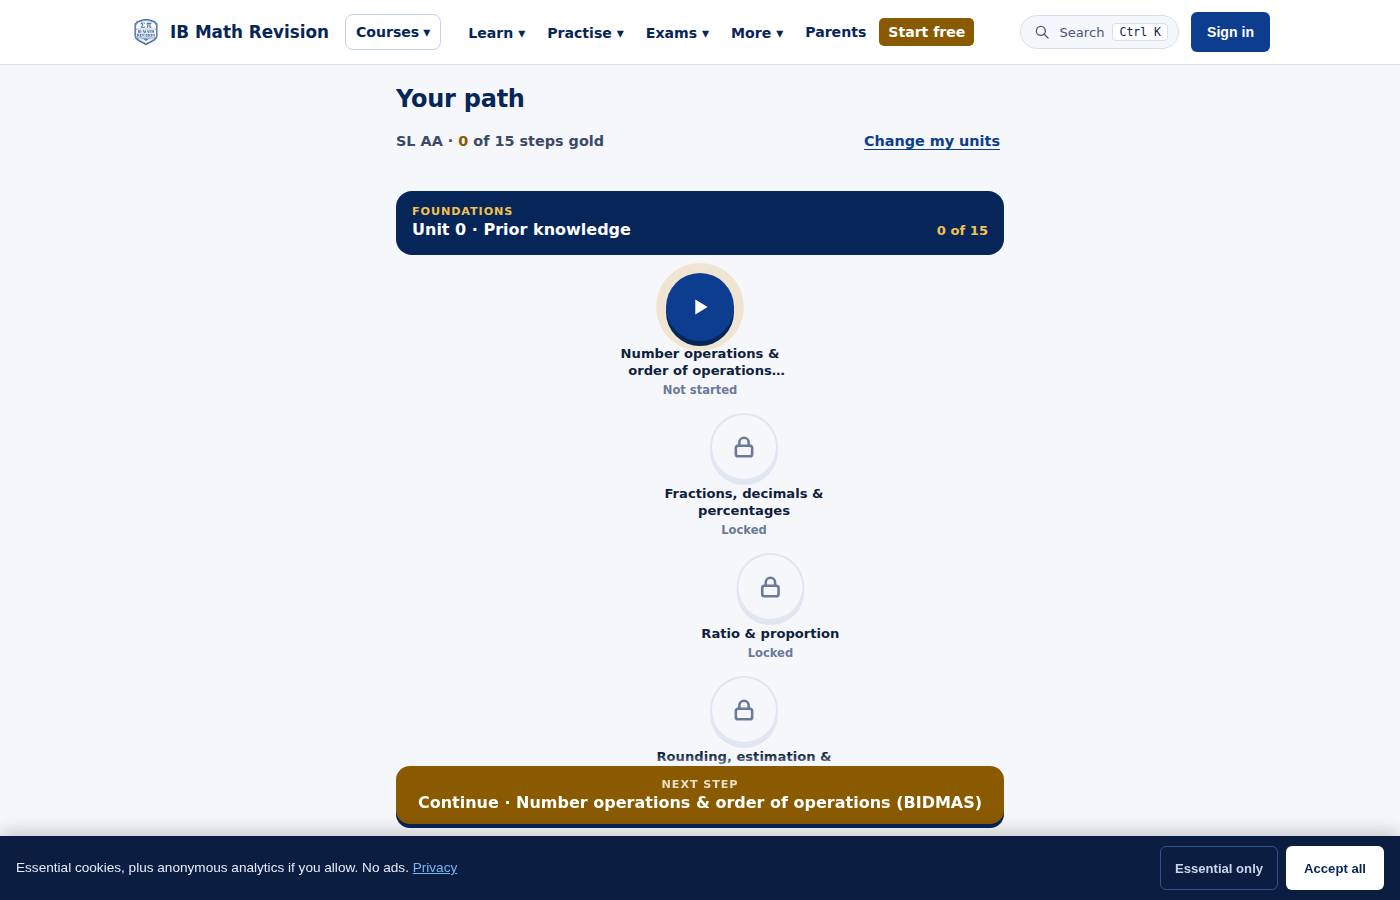 IB Math Revision
Courses ▾
Learn ▾
Practise ▾
Exams ▾
More ▾
Parents
Start free
Search
Ctrl K
Sign in
Your path
SL AA · 0 of 15 steps gold
Change my units
FOUNDATIONS
Unit 0 · Prior knowledge
0 of 15
Number operations &
order of operations…
Not started
Fractions, decimals &
percentages
Locked
Ratio & proportion
Locked
Rounding, estimation &
NEXT STEP
Continue · Number operations & order of operations (BIDMAS)
Essential cookies, plus anonymous analytics if you allow. No ads. Privacy
Essential only
Accept all